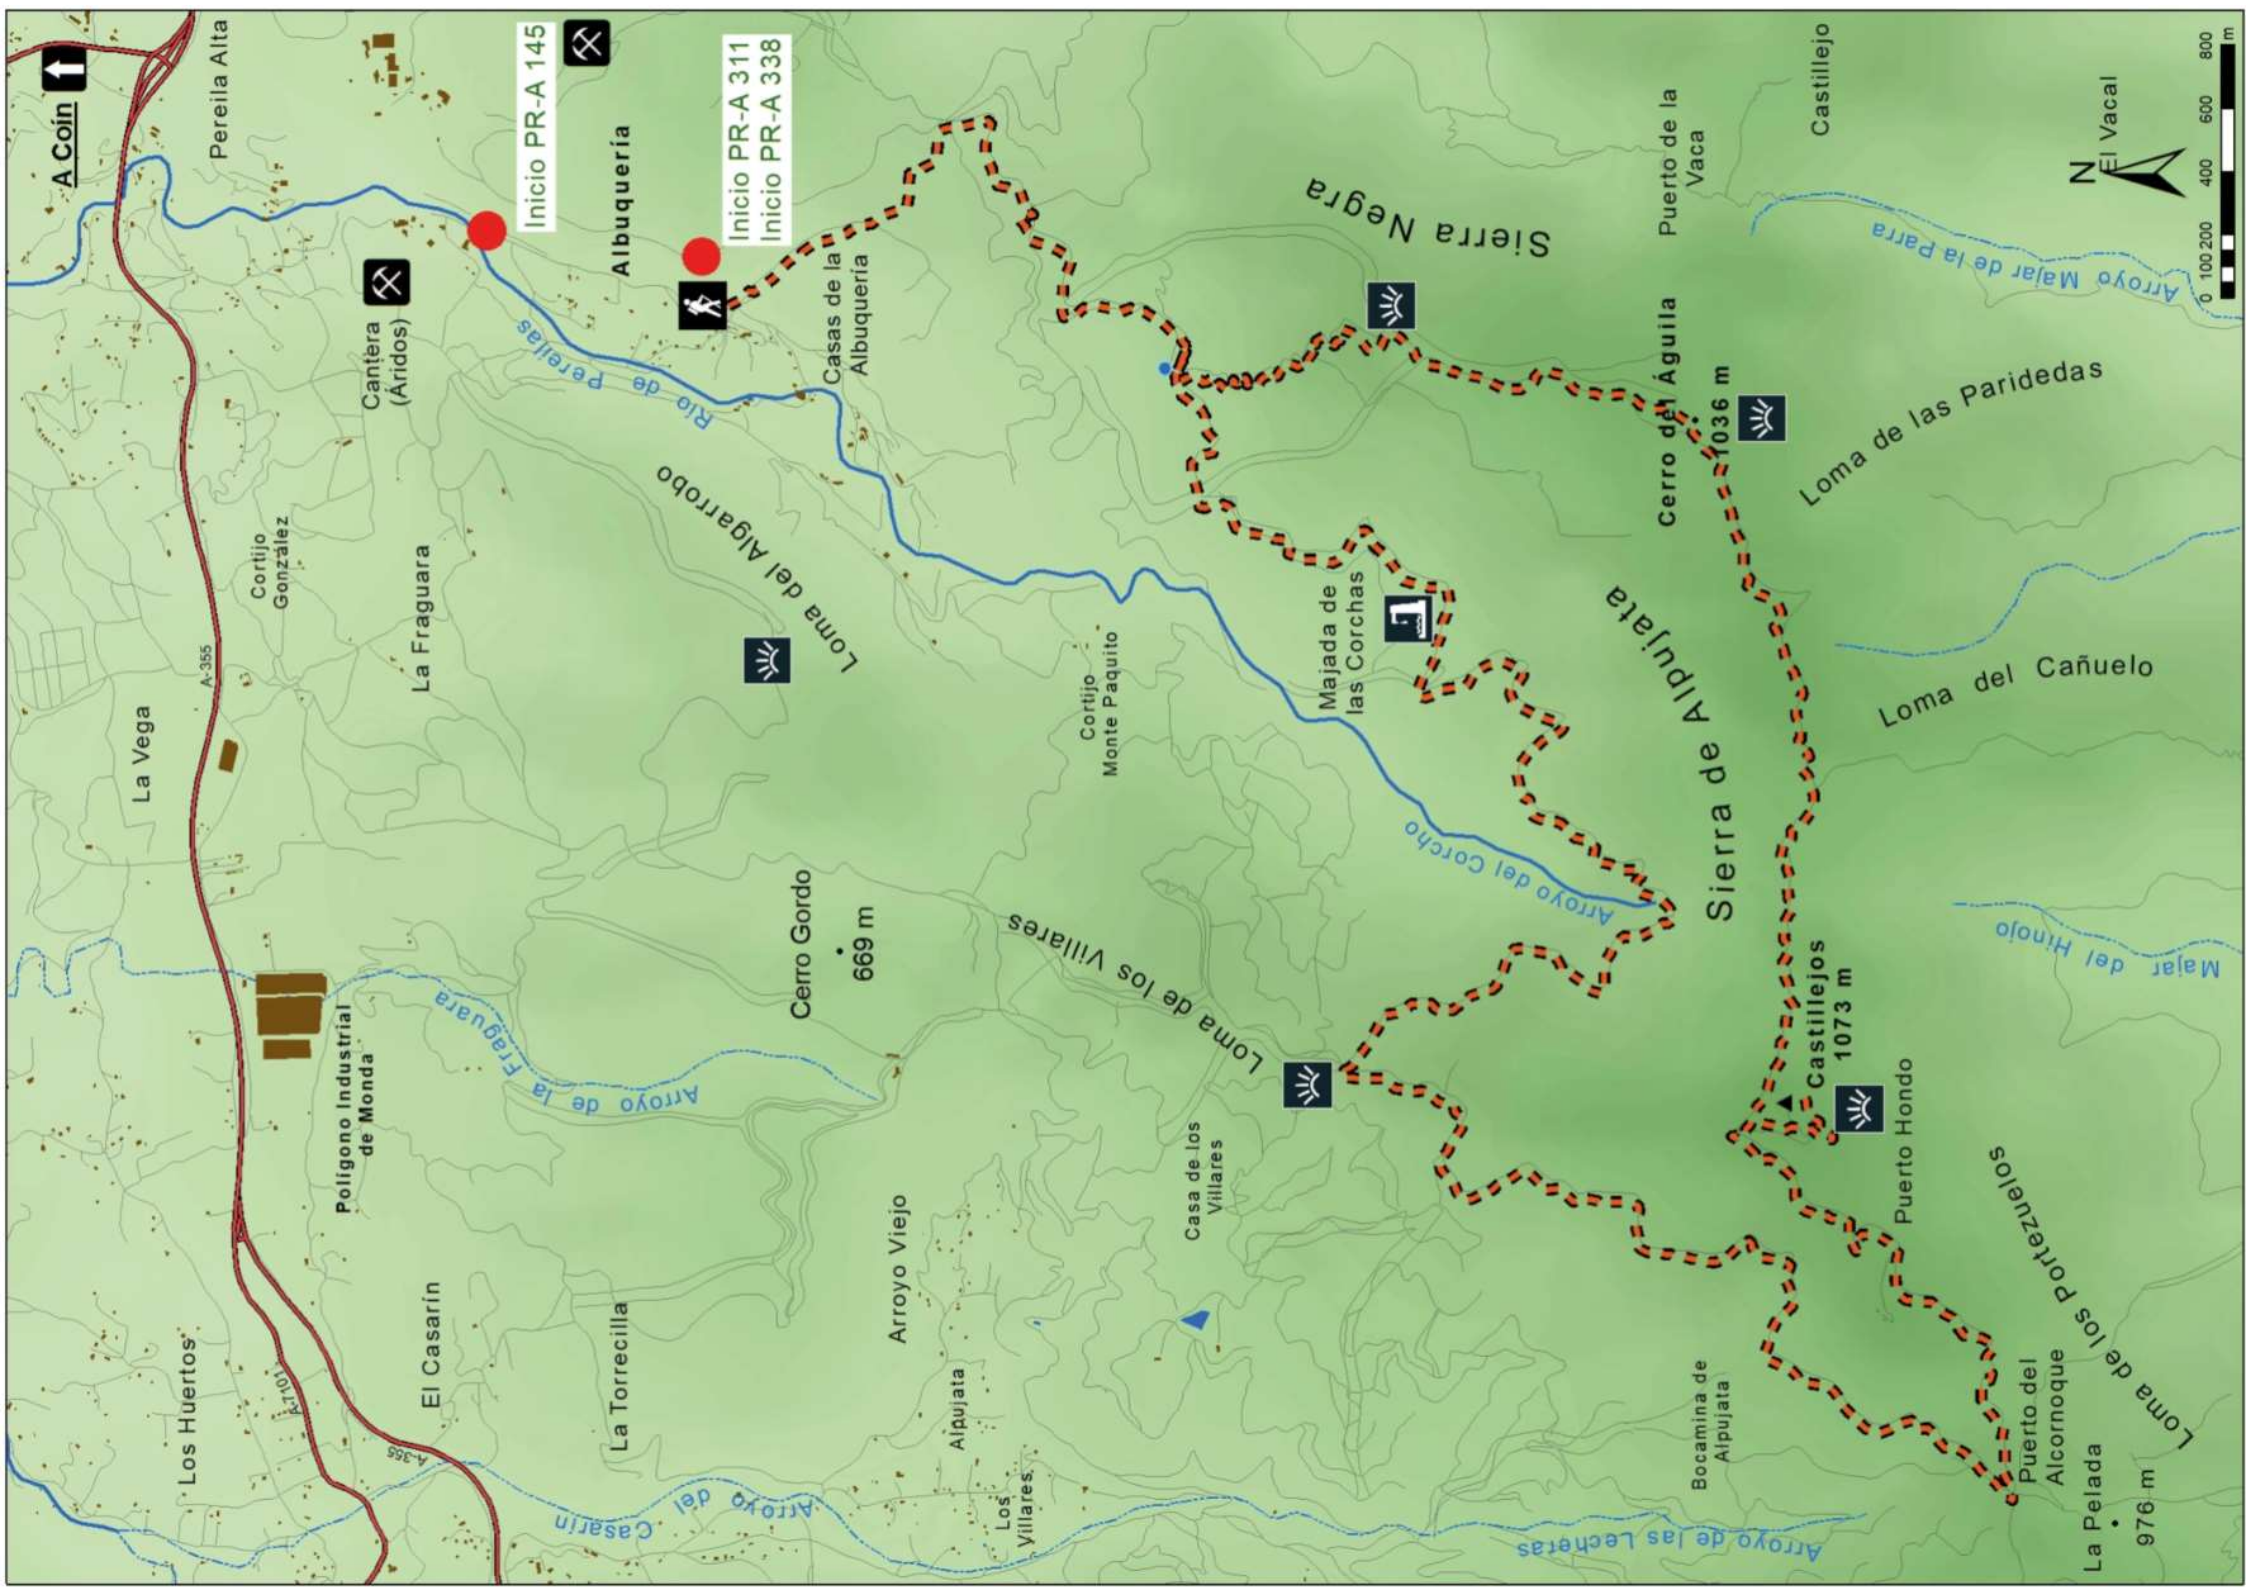 A Coín
Pereila Alta
Inicio PR-A 145
Albuquería
Inicio PR-A 311
Inicio PR-A 338
Casas de la
Albuquería
Cantera
(Áridos)
Río de Pereilas
Loma del Algarrobo
Cortijo
González
La Fraguara
A-355
La Vega
Cortijo
Monte Paquito
Majada de
las Corchas
Sierra Negra
Puerto de la
Vaca
Castillejo
El Vacal
N
0 100 200 400 600 800
m
Arroyo Majar de la Parra
Cerro del Águila
1036 m
Loma de las Paridedas
Sierra de Alpujata
Loma del Cañuelo
Arroyo del Corcho
Majar del Hinojo
Castillejos
1073 m
Puerto Hondo
Loma de los Portezuelos
Cerro Gordo
669 m
Loma de los Villares
Polígono Industrial
de Monda
Arroyo de la Fraguara
Casa de los
Villares
Arroyo Viejo
Alpujata
Los
Villares
La Torrecilla
El Casarín
Los Huertos
A-7101
A-355
Arroyo del Casarín
Arroyo de las Lecheras
Bocamina de
Alpujata
Puerto del
Alcornoque
La Pelada
976 m